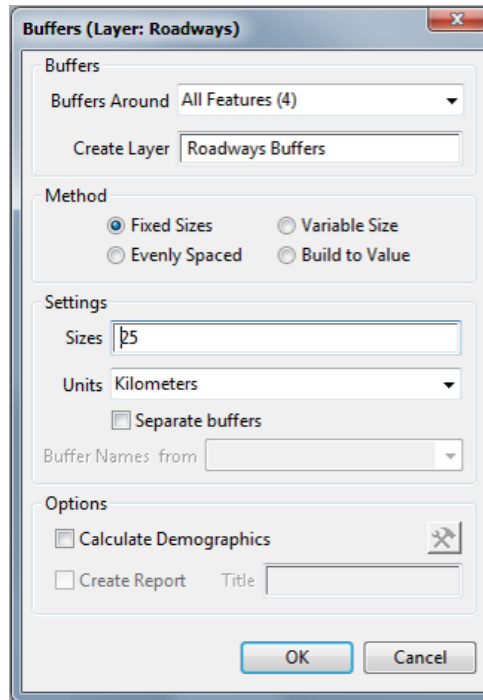 Buffers (Layer: Roadways)
Buffers
Buffers Around All Features (4)
Create Layer Roadways Buffers
Method
Fixed Sizes Variable Size
Evenly Spaced Build to Value
Settings
Sizes 25
Units Kilometers
Separate buffers
Buffer Names from
Options
Calculate Demographics
Create Report Title
OK Cancel